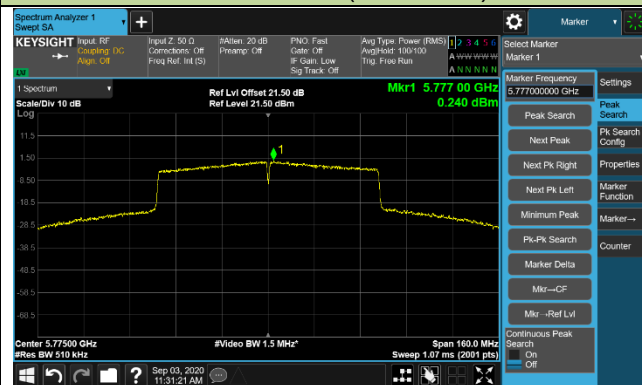 Spectrum Analyzer 1
Swept SA
Marker
KEYSIGHT
Input: RF
Coupling: DC
Align: Off
Input Z: 50 Ω
Corrections: Off
Freq Ref: Int (S)
#Atten: 20 dB
Preamp: Off
PNO: Fast
Gate: Off
IF Gain: Low
Sig Track: Off
Avg Type: Power (RMS)
Avg|Hold: 100/100
Trig: Free Run
1 2 3 4 5 6
A W W W W W
A N N N N N
LXI
Select Marker
Marker 1
1 Spectrum
Scale/Div 10 dB
Log
Ref Lvl Offset 21.50 dB
Ref Level 21.50 dBm
Mkr1 5.777 00 GHz
0.240 dBm
1
11.5
1.50
-8.50
-18.5
-28.5
-38.5
-48.5
-58.5
-68.5
Center 5.77500 GHz
#Res BW 510 kHz
#Video BW 1.5 MHz*
Span 160.0 MHz
Sweep 1.07 ms (2001 pts)
Marker Frequency
5.777000000 GHz
Peak Search
Next Peak
Next Pk Right
Next Pk Left
Minimum Peak
Pk-Pk Search
Marker Delta
Mkr→CF
Mkr→Ref Lvl
Continuous Peak
Search
On
Off
Settings
Peak
Search
Pk Search
Config
Properties
Marker
Function
Marker→
Counter
?
Sep 03, 2020
11:31:21 AM